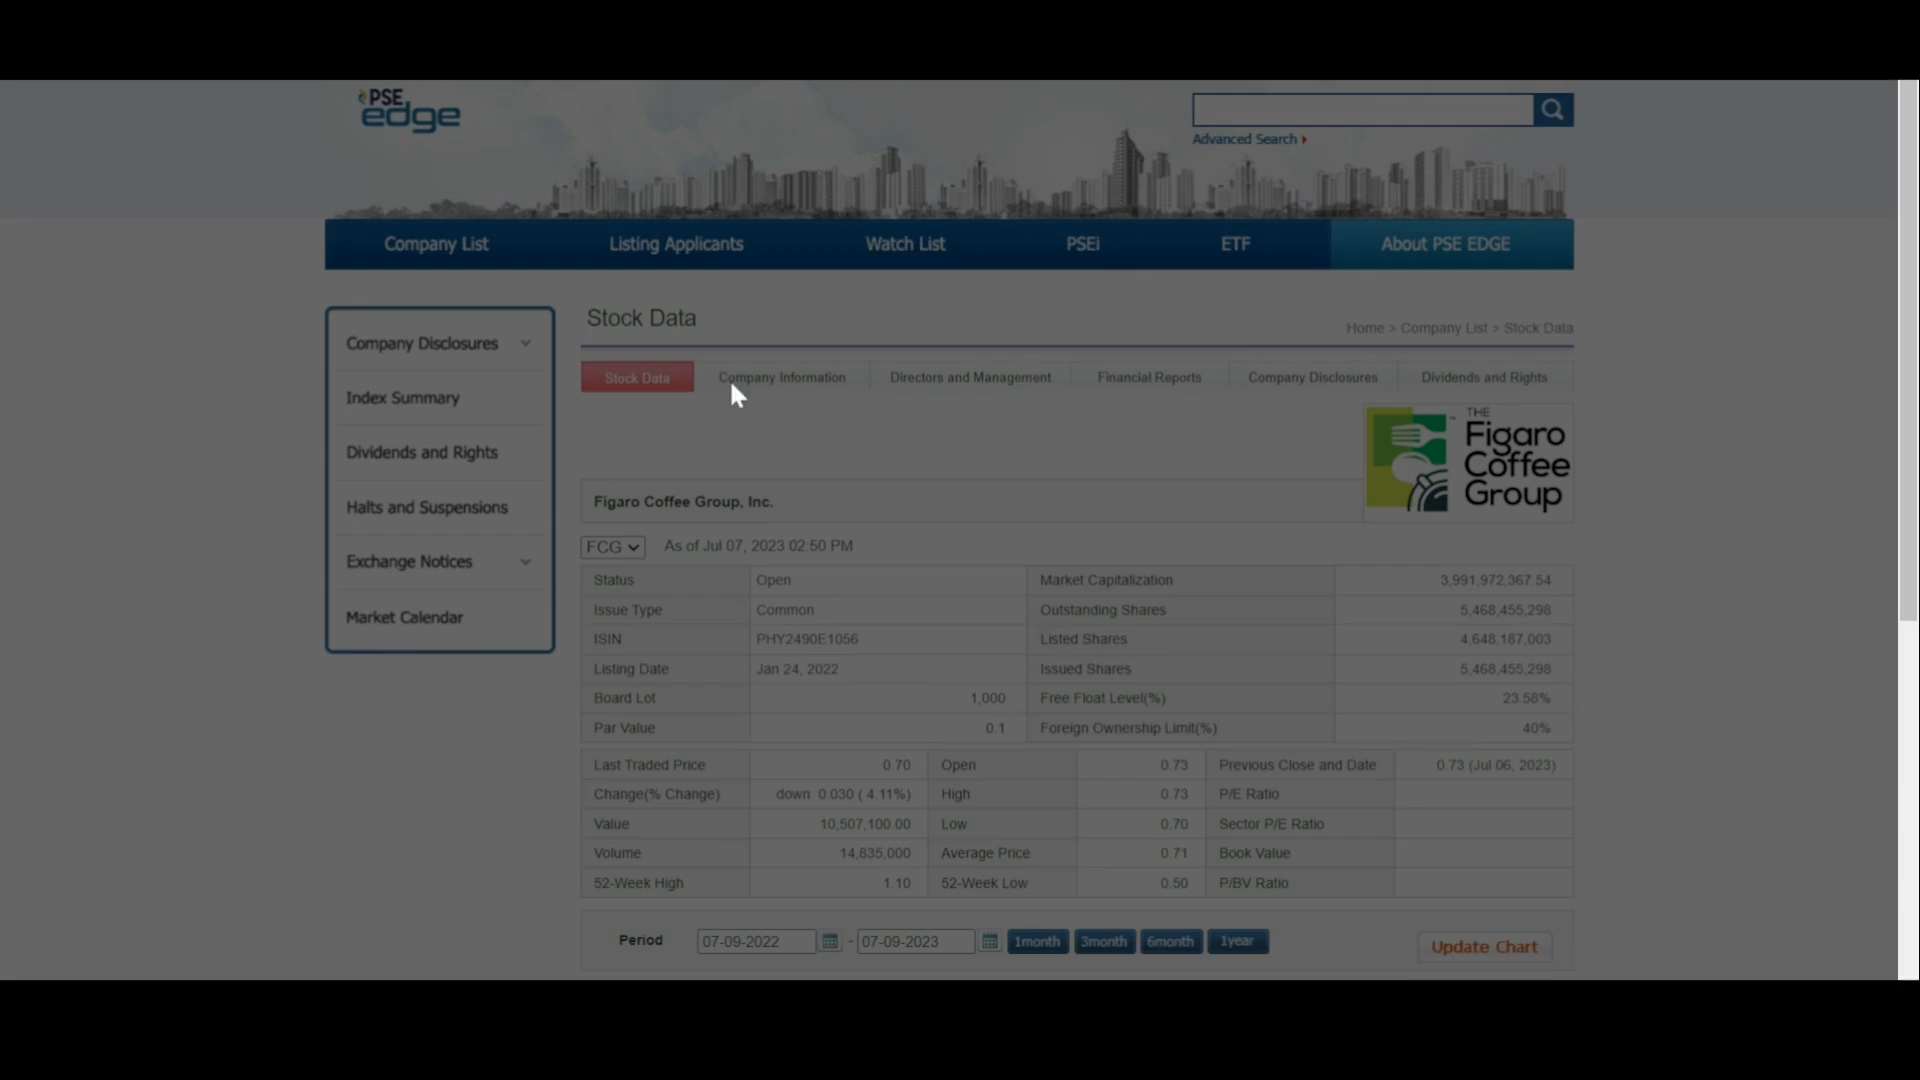 PSE
edge
Advanced Search
Company List Listing Applicants Watch List PSEi ETF About PSE EDGE
Company Disclosures
Index Summary
Dividends and Rights
Halts and Suspensions
Exchange Notices
Market Calendar
Stock Data
Home > Company List > Stock Data
Stock Data Company Information Directors and Management Financial Reports Company Disclosures Dividends and Rights
THE
Figaro
Coffee
Group
™
Figaro Coffee Group, Inc.
FCG As of Jul 07, 2023 02:50 PM
Status Open Market Capitalization 3,991,972,367.54
Issue Type Common Outstanding Shares 5,468,455,298
ISIN PHY2490E1056 Listed Shares 4,648,187,003
Listing Date Jan 24, 2022 Issued Shares 5,468,455,298
Board Lot 1,000 Free Float Level(%) 23.58%
Par Value 0.1 Foreign Ownership Limit(%) 40%
Last Traded Price 0.70 Open 0.73 Previous Close and Date 0.73 (Jul 06, 2023)
Change(% Change) down 0.030 ( 4.11%) High 0.73 P/E Ratio
Value 10,507,100.00 Low 0.70 Sector P/E Ratio
Volume 14,835,000 Average Price 0.71 Book Value
52-Week High 1.10 52-Week Low 0.50 P/BV Ratio
Period 07-09-2022 - 07-09-2023 1month 3month 6month 1year Update Chart